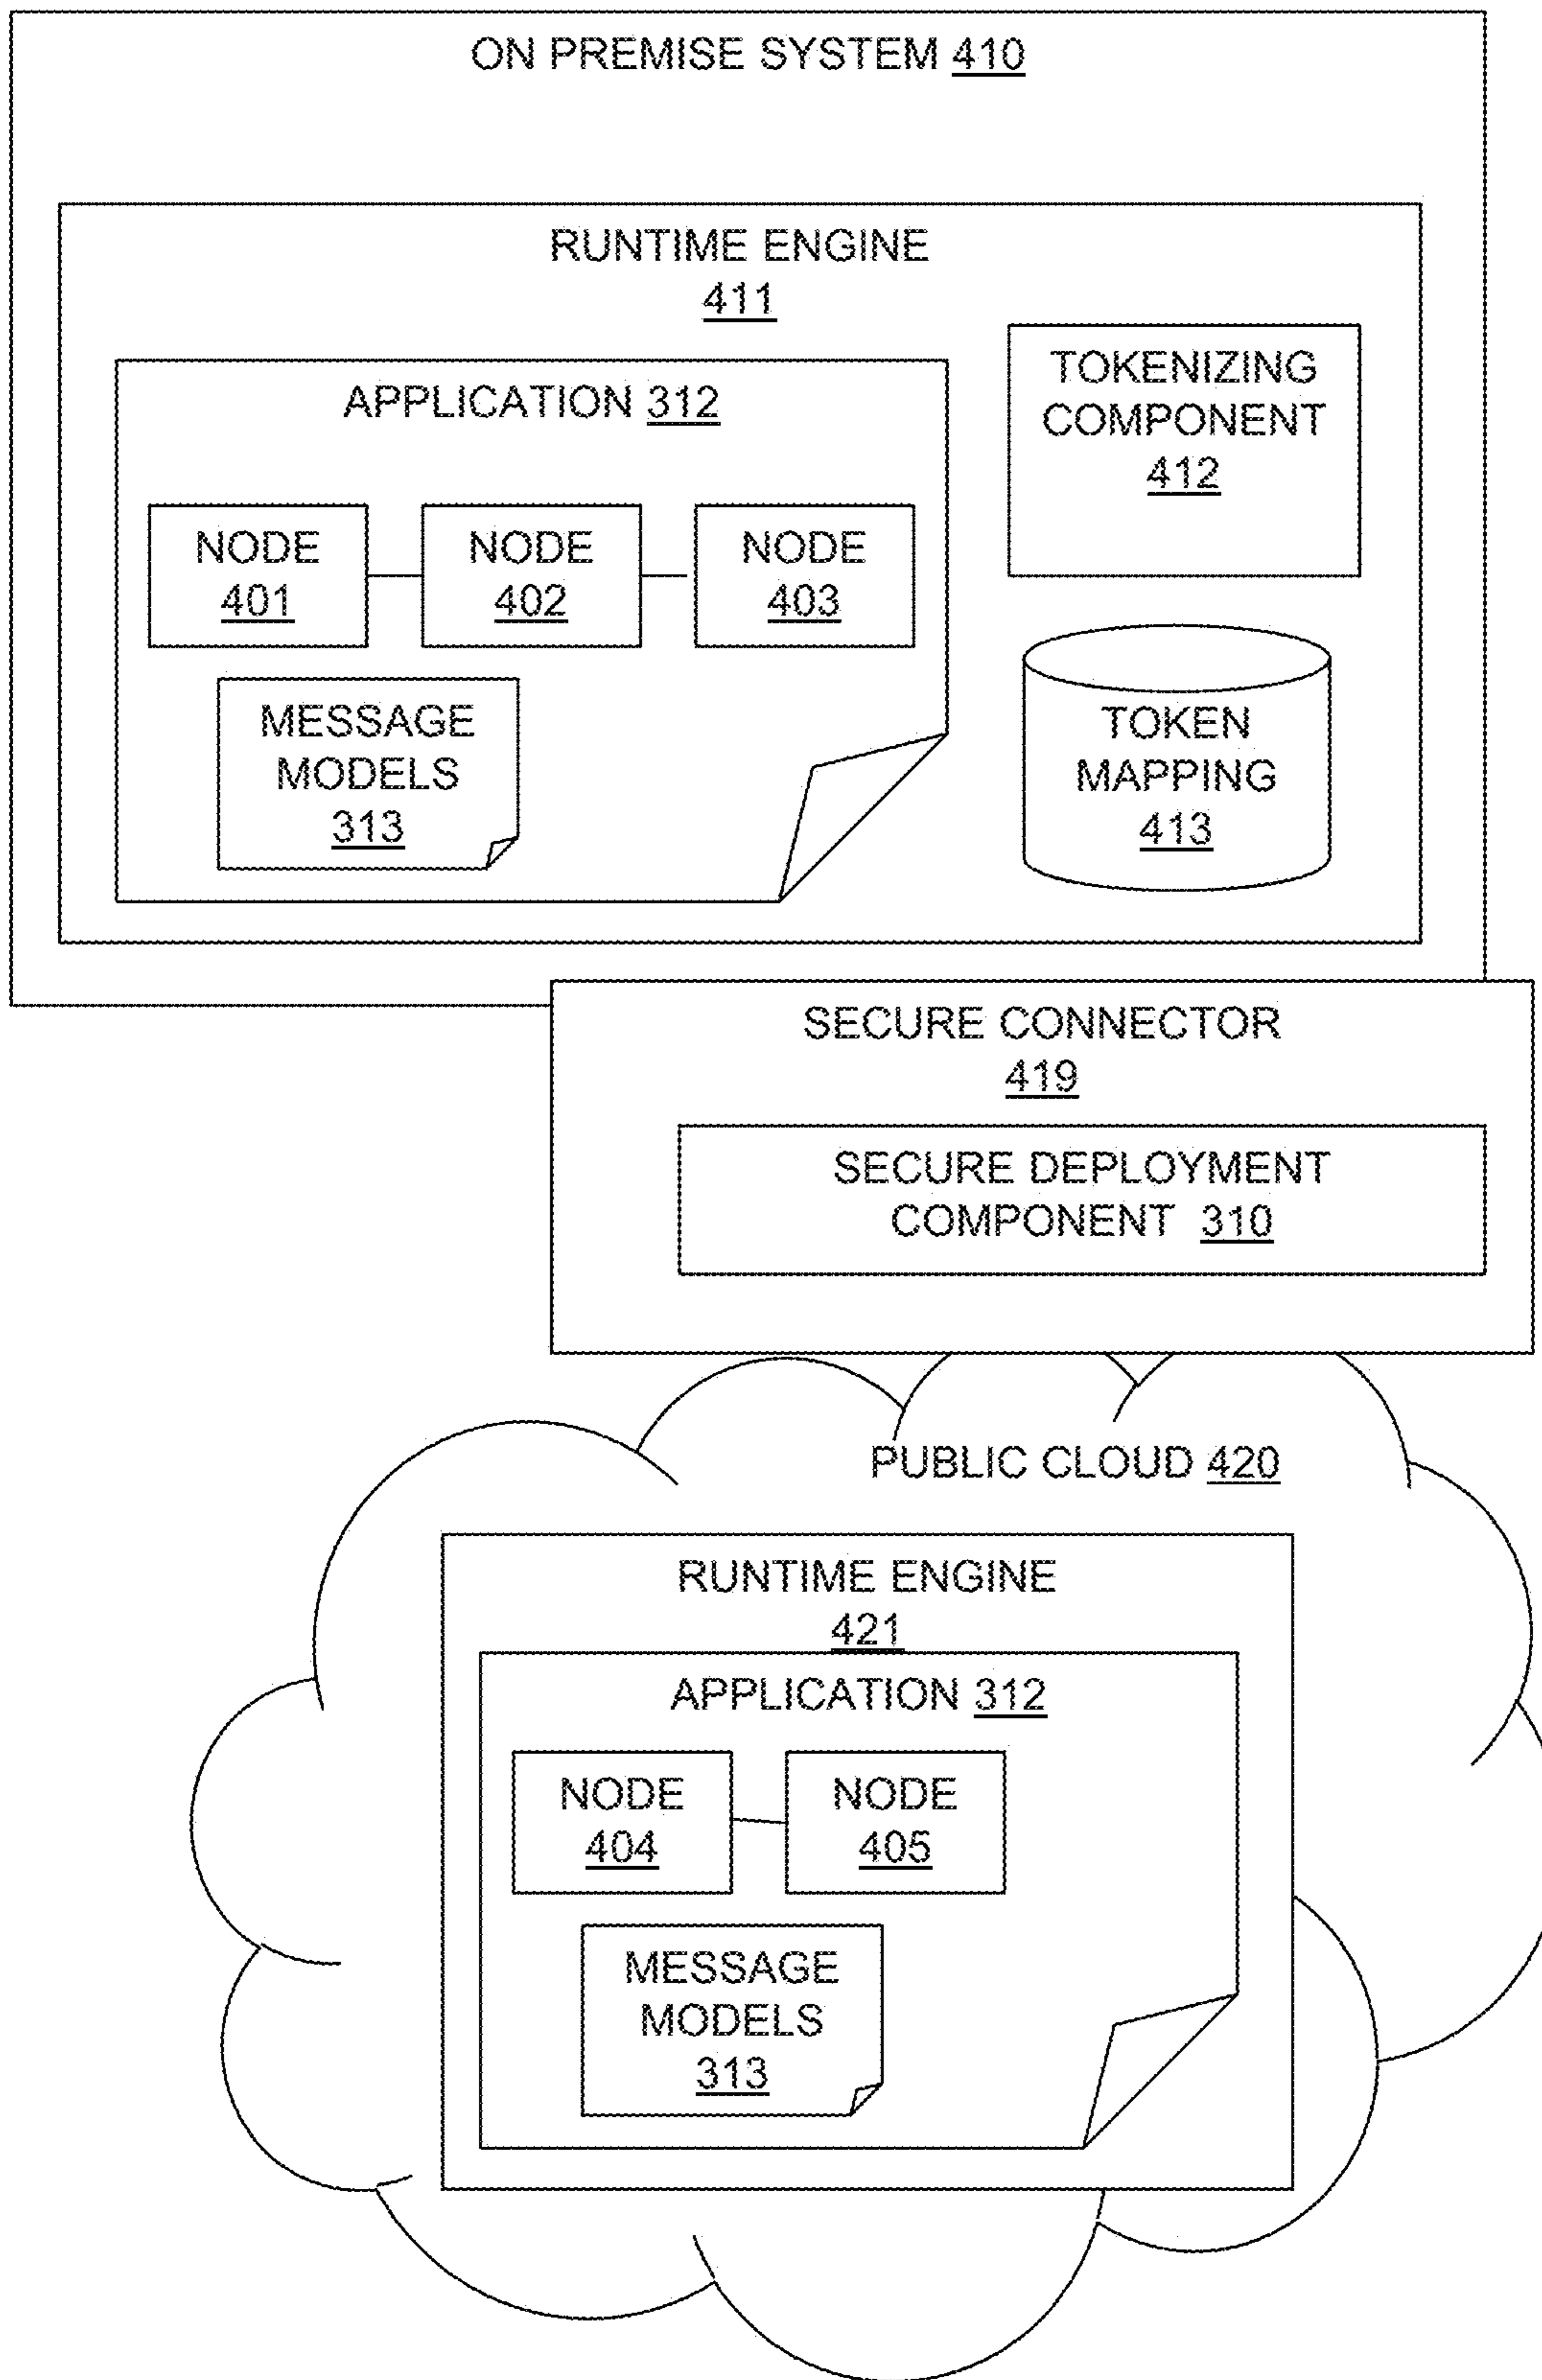 ON PREMISE SYSTEM 410
RUNTIME ENGINE
411
APPLICATION 312
NODE
401
NODE
402
NODE
403
MESSAGE
MODELS
313
TOKENIZING
COMPONENT
412
TOKEN
MAPPING
413
SECURE CONNECTOR
419
SECURE DEPLOYMENT
COMPONENT 310
PUBLIC CLOUD 420
RUNTIME ENGINE
421
APPLICATION 312
NODE
404
NODE
405
MESSAGE
MODELS
313